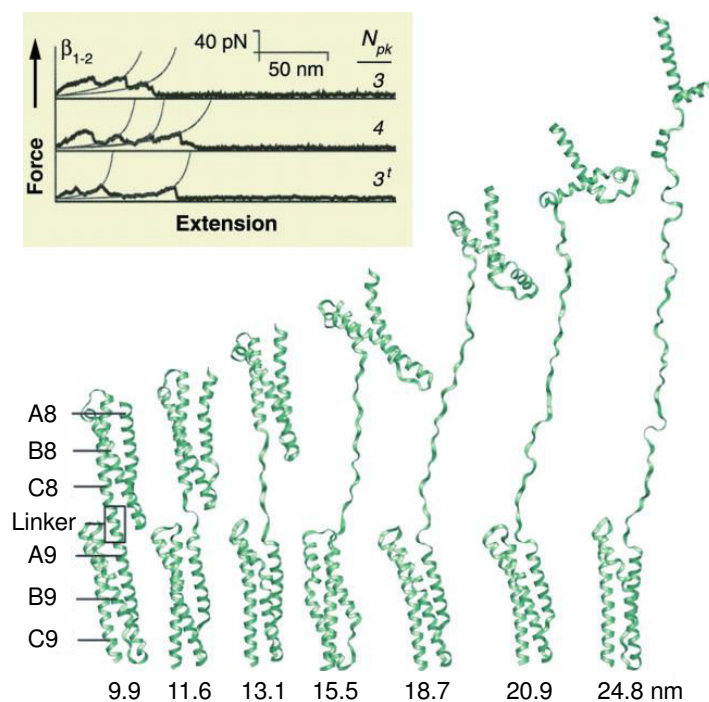 β1-2
40 pN
50 nm
Npk
3
4
3t
Force
Extension
A8
B8
C8
Linker
A9
B9
C9
9.9 11.6 13.1 15.5 18.7 20.9 24.8 nm